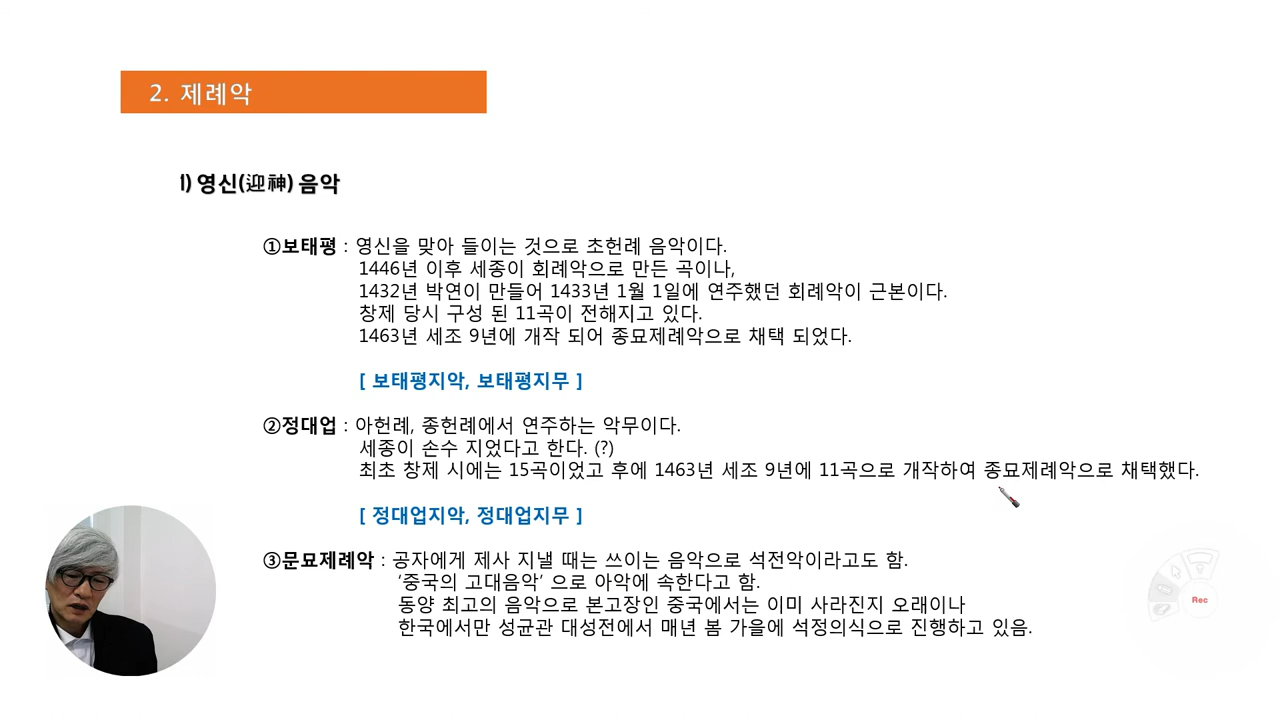 2. 제례악
I) 영신(迎神) 음악
①보태평 : 영신을 맞아 들이는 것으로 초헌례 음악이다.
1446년 이후 세종이 회례악으로 만든 곡이나,
1432년 박연이 만들어 1433년 1월 1일에 연주했던 회례악이 근본이다.
창제 당시 구성 된 11곡이 전해지고 있다.
1463년 세조 9년에 개작 되어 종묘제례악으로 채택 되었다.
[ 보태평지악, 보태평지무 ]
②정대업 : 아헌례, 종헌례에서 연주하는 악무이다.
세종이 손수 지었다고 한다. (?)
최초 창제 시에는 15곡이었고 후에 1463년 세조 9년에 11곡으로 개작하여 종묘제례악으로 채택했다.
[ 정대업지악, 정대업지무 ]
③문묘제례악 : 공자에게 제사 지낼 때는 쓰이는 음악으로 석전악이라고도 함.
‘중국의 고대음악’ 으로 아악에 속한다고 함.
동양 최고의 음악으로 본고장인 중국에서는 이미 사라진지 오래이나
한국에서만 성균관 대성전에서 매년 봄 가을에 석정의식으로 진행하고 있음.
Rec